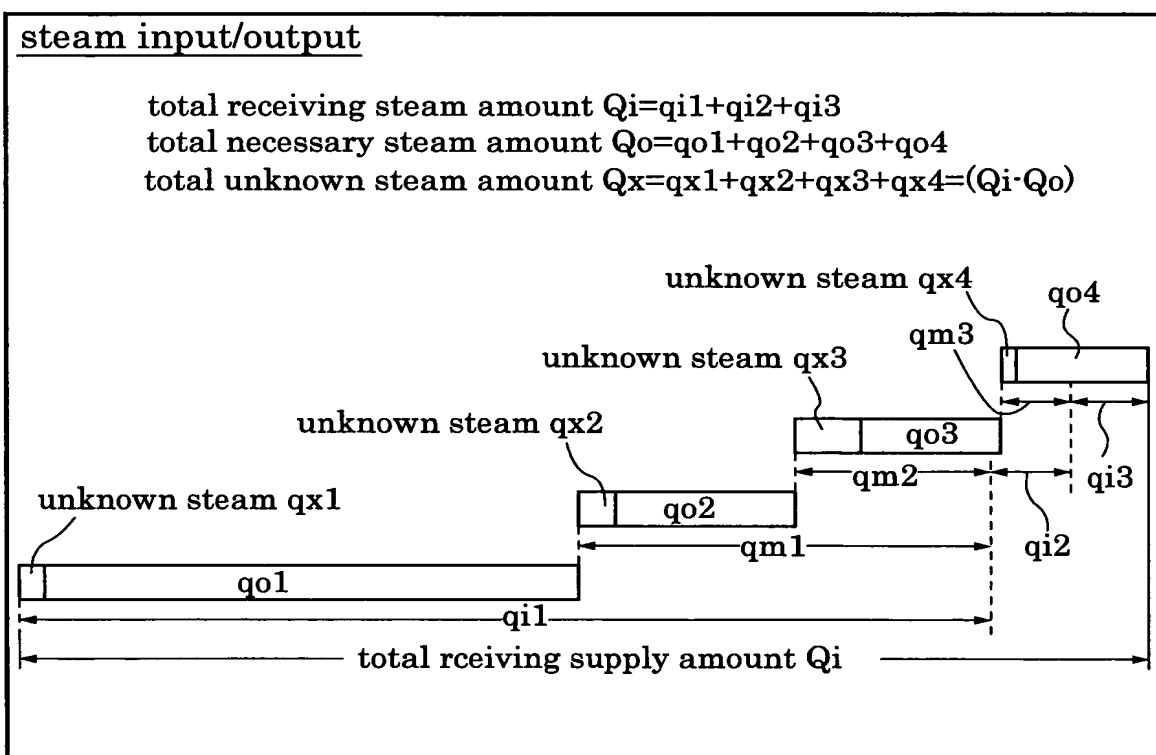 steam input/output
total receiving steam amount Qi=qi1+qi2+qi3
total necessary steam amount Qo=qo1+qo2+qo3+qo4
total unknown steam amount Qx=qx1+qx2+qx3+qx4=(Qi-Qo)
unknown steam qx4
qo4
qm3
unknown steam qx3
unknown steam qx2
qo3
qm2
qi3
unknown steam qx1
qo2
qm1
qi2
qo1
qi1
total rceiving supply amount Qi